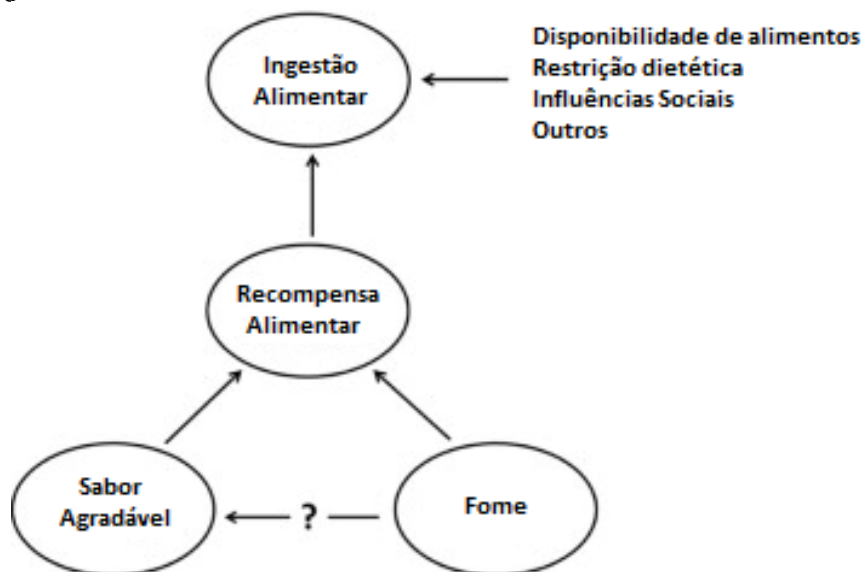 Ingestão
Alimentar
Disponibilidade de alimentos
Restrição dietética
Influências Sociais
Outros
Recompensa
Alimentar
Sabor
Agradável
?
Fome